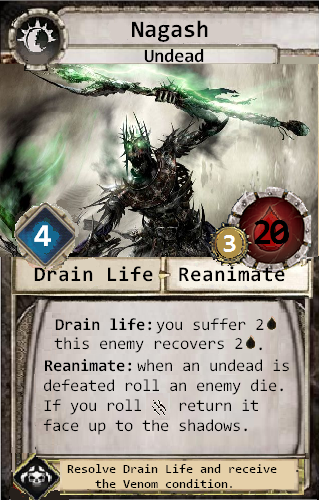 Nagash
Undead
4
3
20
Drain Life Reanimate
Drain life: you suffer 2
this enemy recovers 2.
Reanimate: when an undead is
defeated roll an enemy die.
If you roll return it
face up to the shadows.
Resolve Drain Life and receive
the Venom condition.